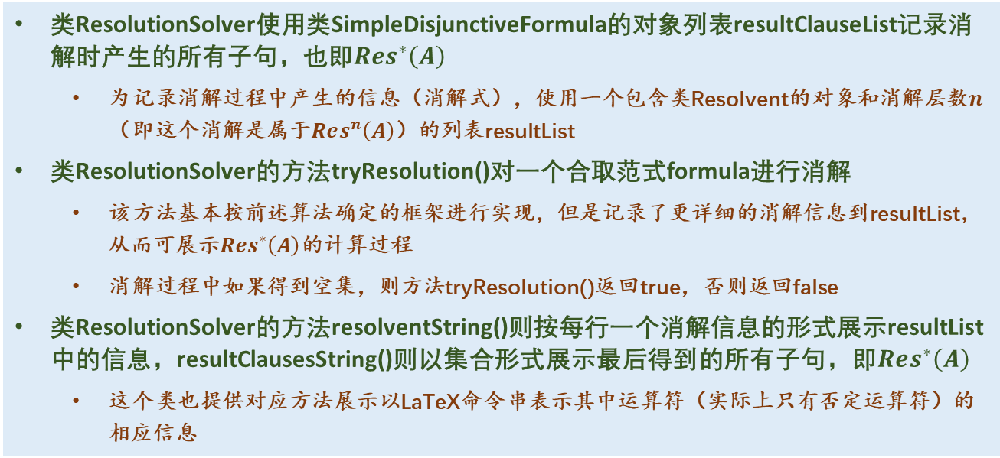 • 类ResolutionSolver使用类SimpleDisjunctiveFormula的对象列表resultClauseList记录消
解时产生的所有子句，也即Res*(A)
• 为记录消解过程中产生的信息（消解式），使用一个包含类Resolvent的对象和消解层数n
（即这个消解是属于Resⁿ(A)）的列表resultList
• 类ResolutionSolver的方法tryResolution()对一个合取范式formula进行消解
• 该方法基本按前述算法确定的框架进行实现，但是记录了更详细的消解信息到resultList，
从而可展示Res*(A)的计算过程
• 消解过程中如果得到空集，则方法tryResolution()返回true，否则返回false
• 类ResolutionSolver的方法resolventString()则按每行一个消解信息的形式展示resultList
中的信息，resultClausesString()则以集合形式展示最后得到的所有子句，即Res*(A)
• 这个类也提供对应方法展示以LaTeX命令串表示其中运算符（实际上只有否定运算符）的
相应信息